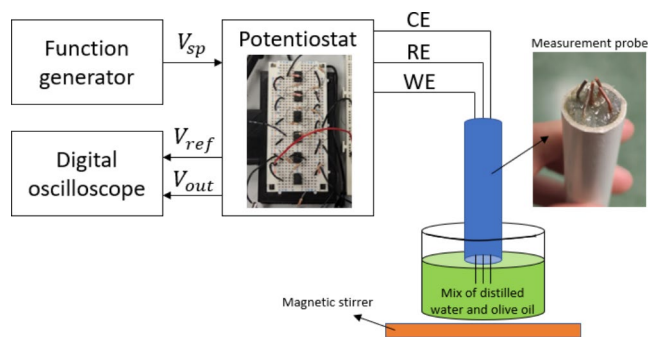 Function
generator
V_sp
Potentiostat
CE
RE
WE
Measurement probe
Digital
oscilloscope
V_ref
V_out
Mix of distilled
water and olive oil
Magnetic stirrer